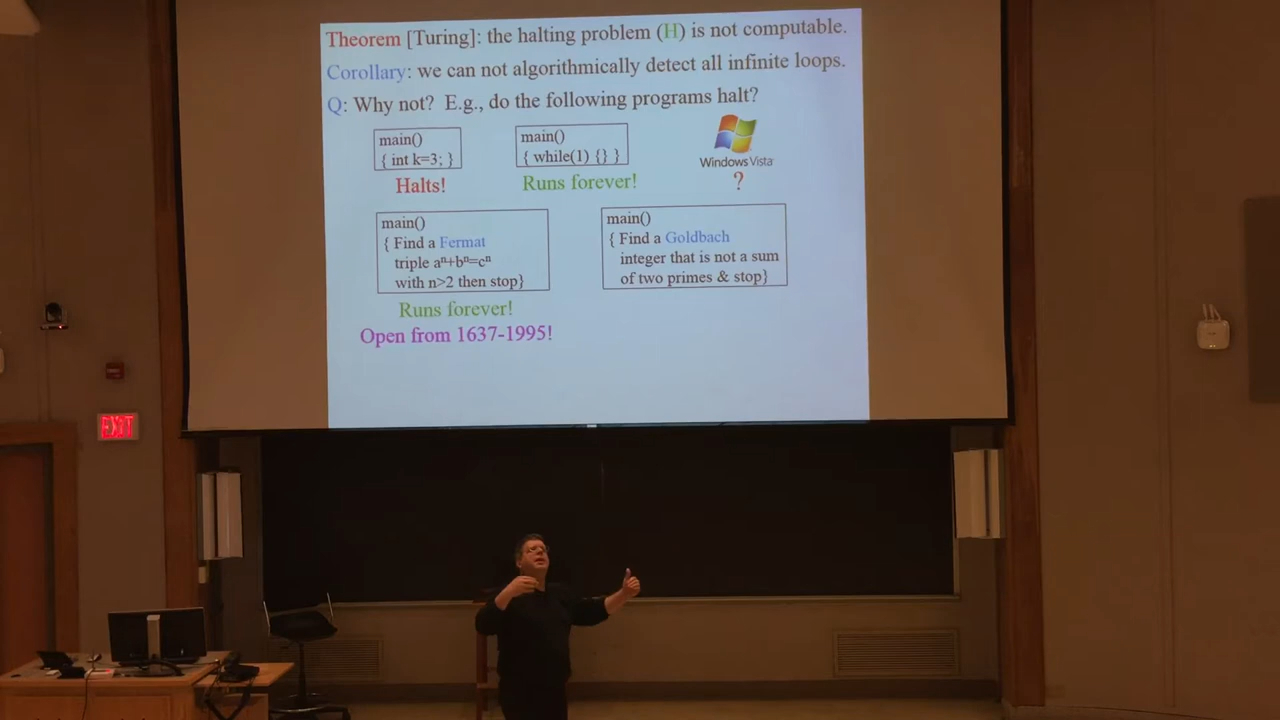 Theorem [Turing]: the halting problem (H) is not computable.
Corollary: we can not algorithmically detect all infinite loops.
Q: Why not? E.g., do the following programs halt?
main()
{ int k=3; }
Halts!
main()
{ while(1) {} }
Runs forever!
Windows Vista
?
main()
{ Find a Fermat
triple aⁿ+bⁿ=cⁿ
with n>2 then stop}
Runs forever!
Open from 1637-1995!
main()
{ Find a Goldbach
integer that is not a sum
of two primes & stop}
EXIT